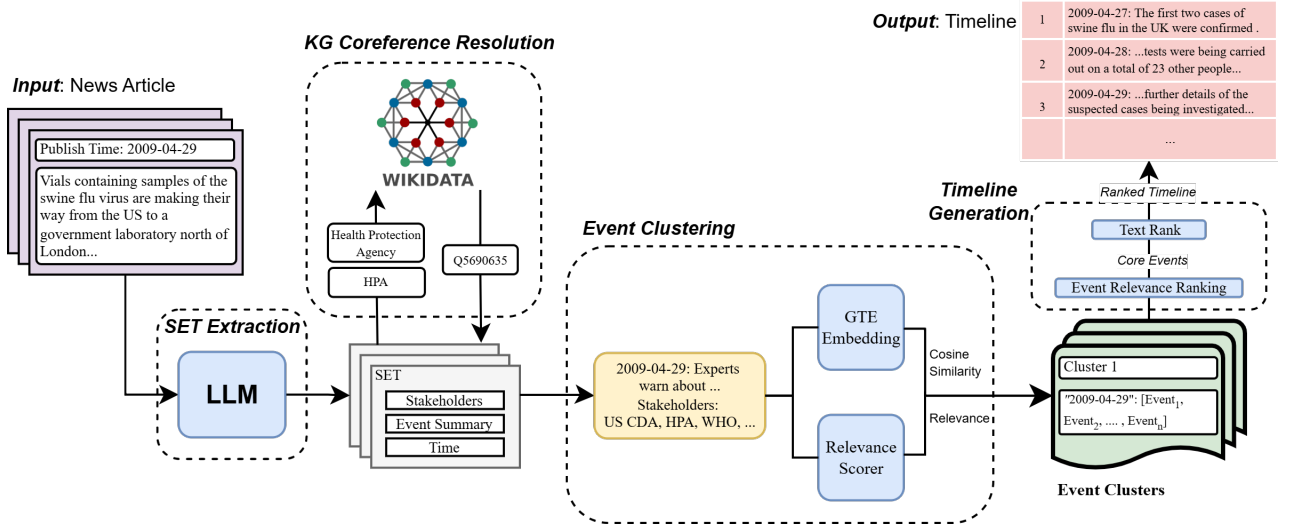 Input: News Article
Publish Time: 2009-04-29
Vials containing samples of the
swine flu virus are making their
way from the US to a
government laboratory north of
London...
SET Extraction
LLM
KG Coreference Resolution
WIKIDATA
Health Protection
Agency
HPA
Q5690635
SET
Stakeholders
Event Summary
Time
Event Clustering
2009-04-29: Experts
warn about ...
Stakeholders:
US CDA, HPA, WHO, ...
GTE
Embedding
Relevance
Scorer
Cosine
Similarity
Relevance
Cluster 1
"2009-04-29": [Event1,
Event2, .... , Eventn]
Event Clusters
Timeline
Generation
Event Relevance Ranking
Core Events
Text Rank
Ranked Timeline
Output: Timeline
1 2009-04-27: The first two cases of
swine flu in the UK were confirmed .
2 2009-04-28: ...tests were being carried
out on a total of 23 other people...
3 2009-04-29: ...further details of the
suspected cases being investigated...
...